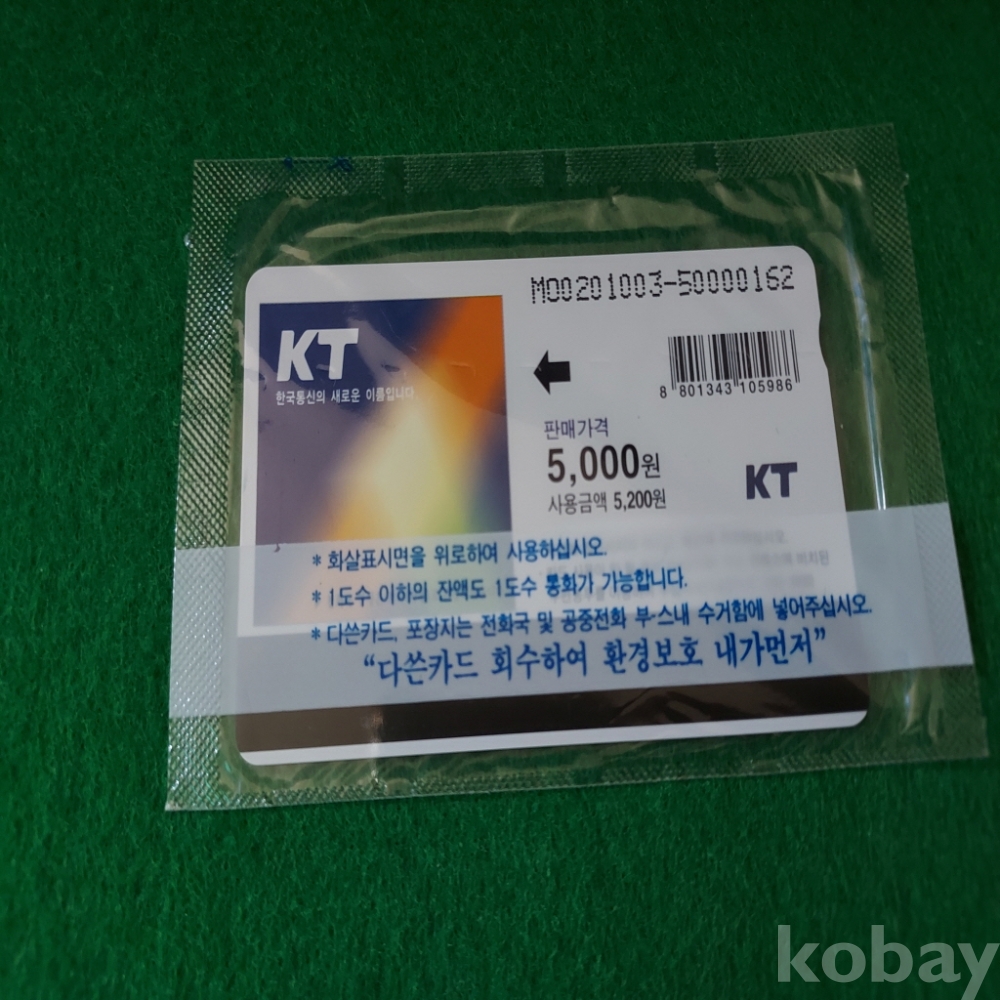 M00201003-50000162
KT
한국통신의 새로운 이름입니다
8 801343 105986
판매가격
5,000원
사용금액 5,200원
KT
* 화살표시면을 위로하여 사용하십시오.
* 1도수 이하의 잔액도 1도수 통화가 가능합니다.
* 다쓴카드, 포장지는 전화국 및 공중전화 부·스내 수거함에 넣어주십시오.
“다쓴카드 회수하여 환경보호 내가먼저”
kobay